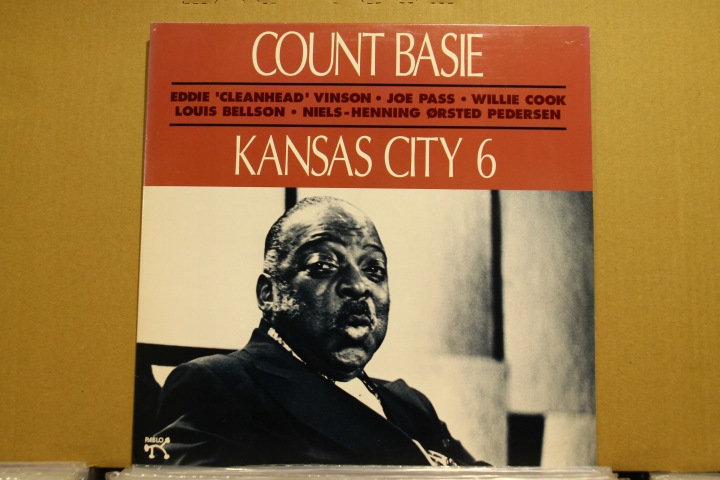 COUNT BASIE
EDDIE 'CLEANHEAD' VINSON • JOE PASS • WILLIE COOK
LOUIS BELLSON • NIELS-HENNING ØRSTED PEDERSEN
KANSAS CITY 6
PABLO